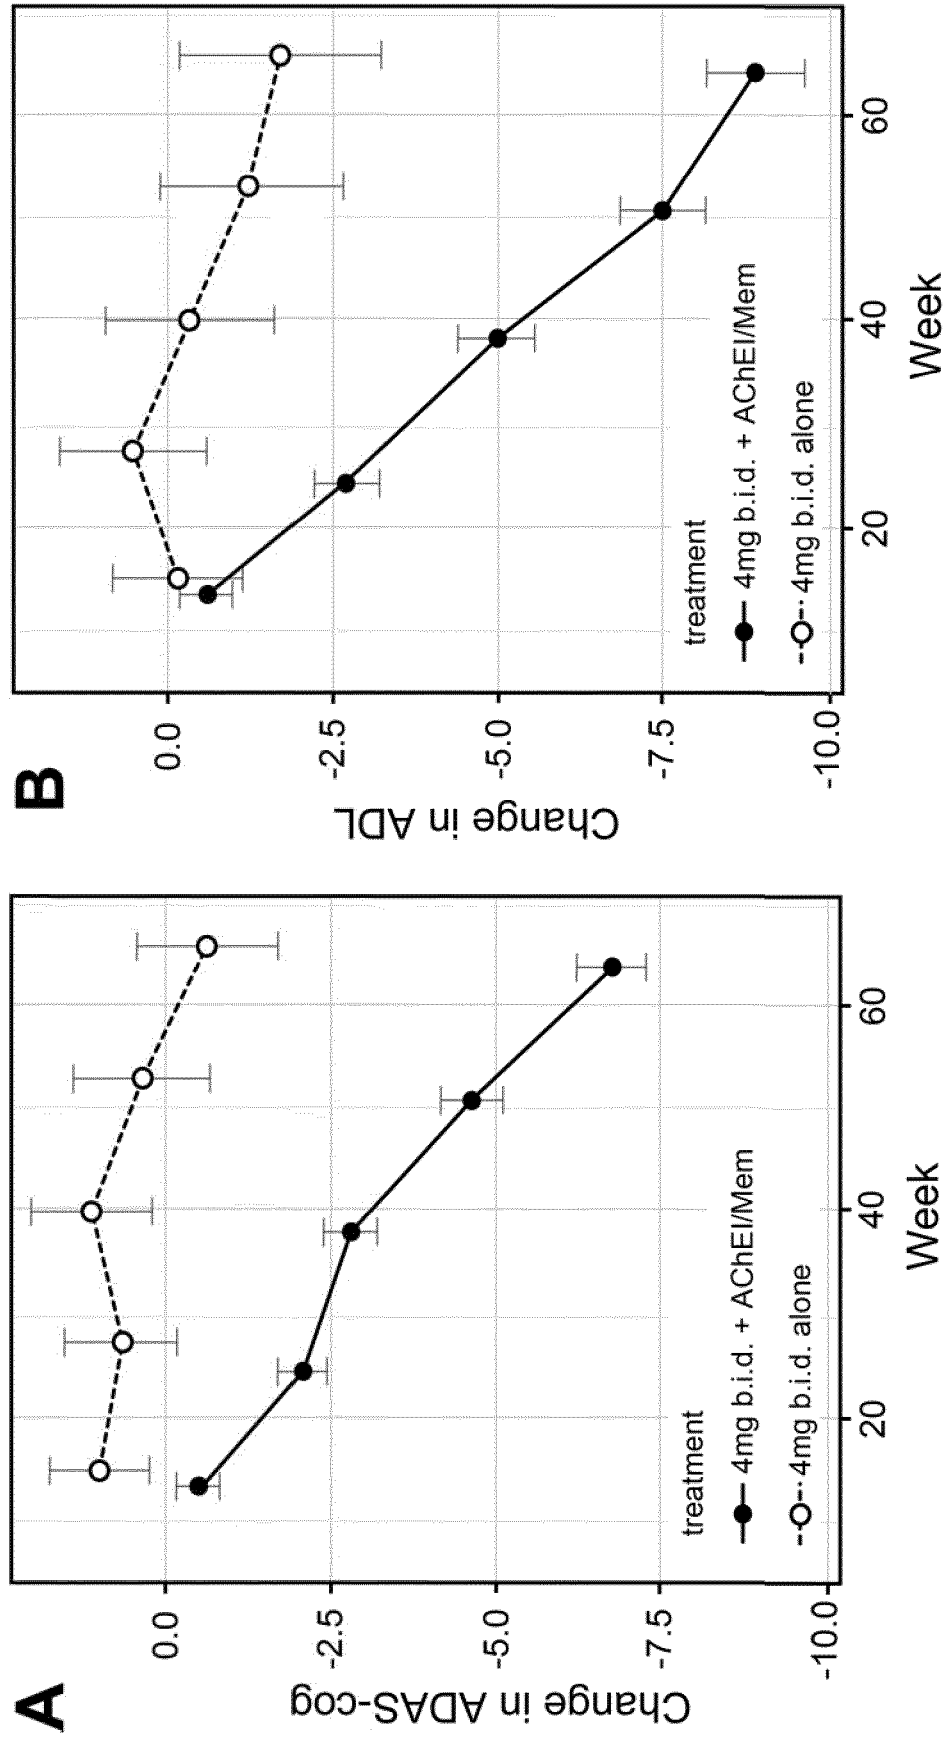 A
Change in ADAS-cog
0.0
-2.5
-5.0
-7.5
-10.0
treatment
4mg b.i.d. + AChEI/Mem
4mg b.i.d. alone
20
40
60
Week
B
Change in ADL
0.0
-2.5
-5.0
-7.5
-10.0
treatment
4mg b.i.d. + AChEI/Mem
4mg b.i.d. alone
20
40
60
Week